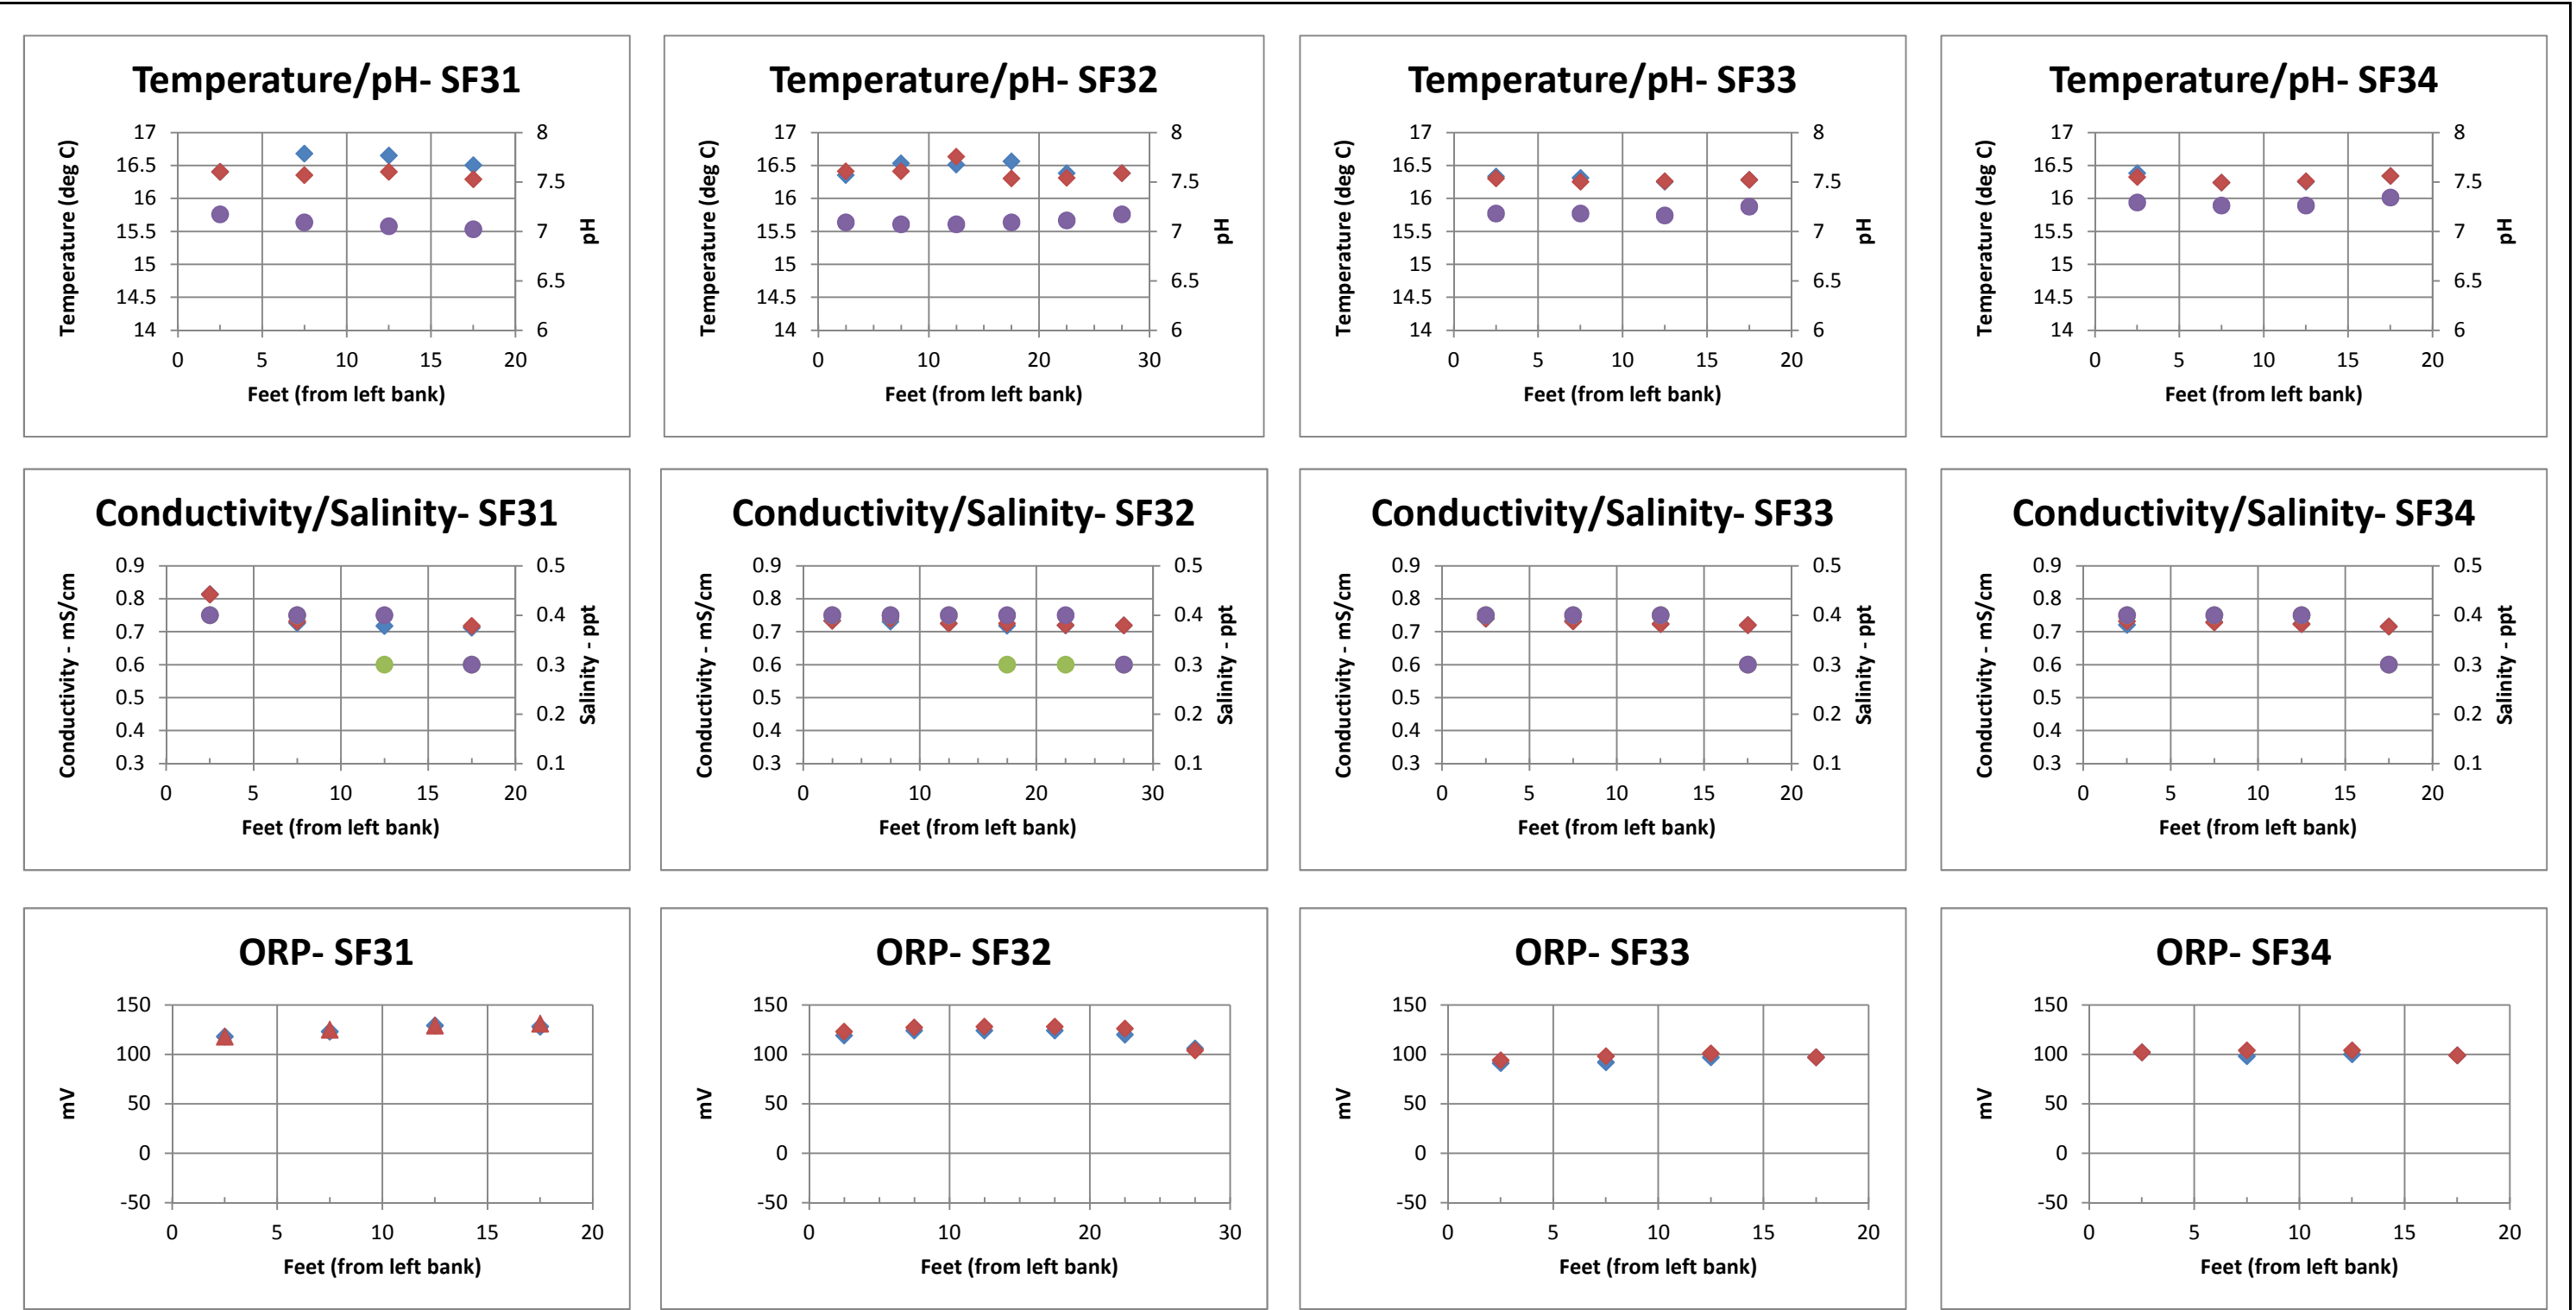 Temperature/pH- SF31
Temperature (deg C)
17
16.5
16
15.5
15
14.5
14
8
7.5
7
6.5
6
pH
0 5 10 15 20
Feet (from left bank)
Temperature/pH- SF32
Temperature (deg C)
17
16.5
16
15.5
15
14.5
14
8
7.5
7
6.5
6
pH
0 10 20 30
Feet (from left bank)
Temperature/pH- SF33
Temperature (deg C)
17
16.5
16
15.5
15
14.5
14
8
7.5
7
6.5
6
pH
0 5 10 15 20
Feet (from left bank)
Temperature/pH- SF34
Temperature (deg C)
17
16.5
16
15.5
15
14.5
14
8
7.5
7
6.5
6
pH
0 5 10 15 20
Feet (from left bank)
Conductivity/Salinity- SF31
Conductivity - mS/cm
0.9
0.8
0.7
0.6
0.5
0.4
0.3
0.5
0.4
0.3
0.2
0.1
Salinity - ppt
0 5 10 15 20
Feet (from left bank)
Conductivity/Salinity- SF32
Conductivity - mS/cm
0.9
0.8
0.7
0.6
0.5
0.4
0.3
0.5
0.4
0.3
0.2
0.1
Salinity - ppt
0 10 20 30
Feet (from left bank)
Conductivity/Salinity- SF33
Conductivity - mS/cm
0.9
0.8
0.7
0.6
0.5
0.4
0.3
0.5
0.4
0.3
0.2
0.1
Salinity - ppt
0 5 10 15 20
Feet (from left bank)
Conductivity/Salinity- SF34
Conductivity - mS/cm
0.9
0.8
0.7
0.6
0.5
0.4
0.3
0.5
0.4
0.3
0.2
0.1
Salinity - ppt
0 5 10 15 20
Feet (from left bank)
ORP- SF31
mV
150
100
50
0
-50
0 5 10 15 20
Feet (from left bank)
ORP- SF32
mV
150
100
50
0
-50
0 10 20 30
Feet (from left bank)
ORP- SF33
mV
150
100
50
0
-50
0 5 10 15 20
Feet (from left bank)
ORP- SF34
mV
150
100
50
0
-50
0 5 10 15 20
Feet (from left bank)